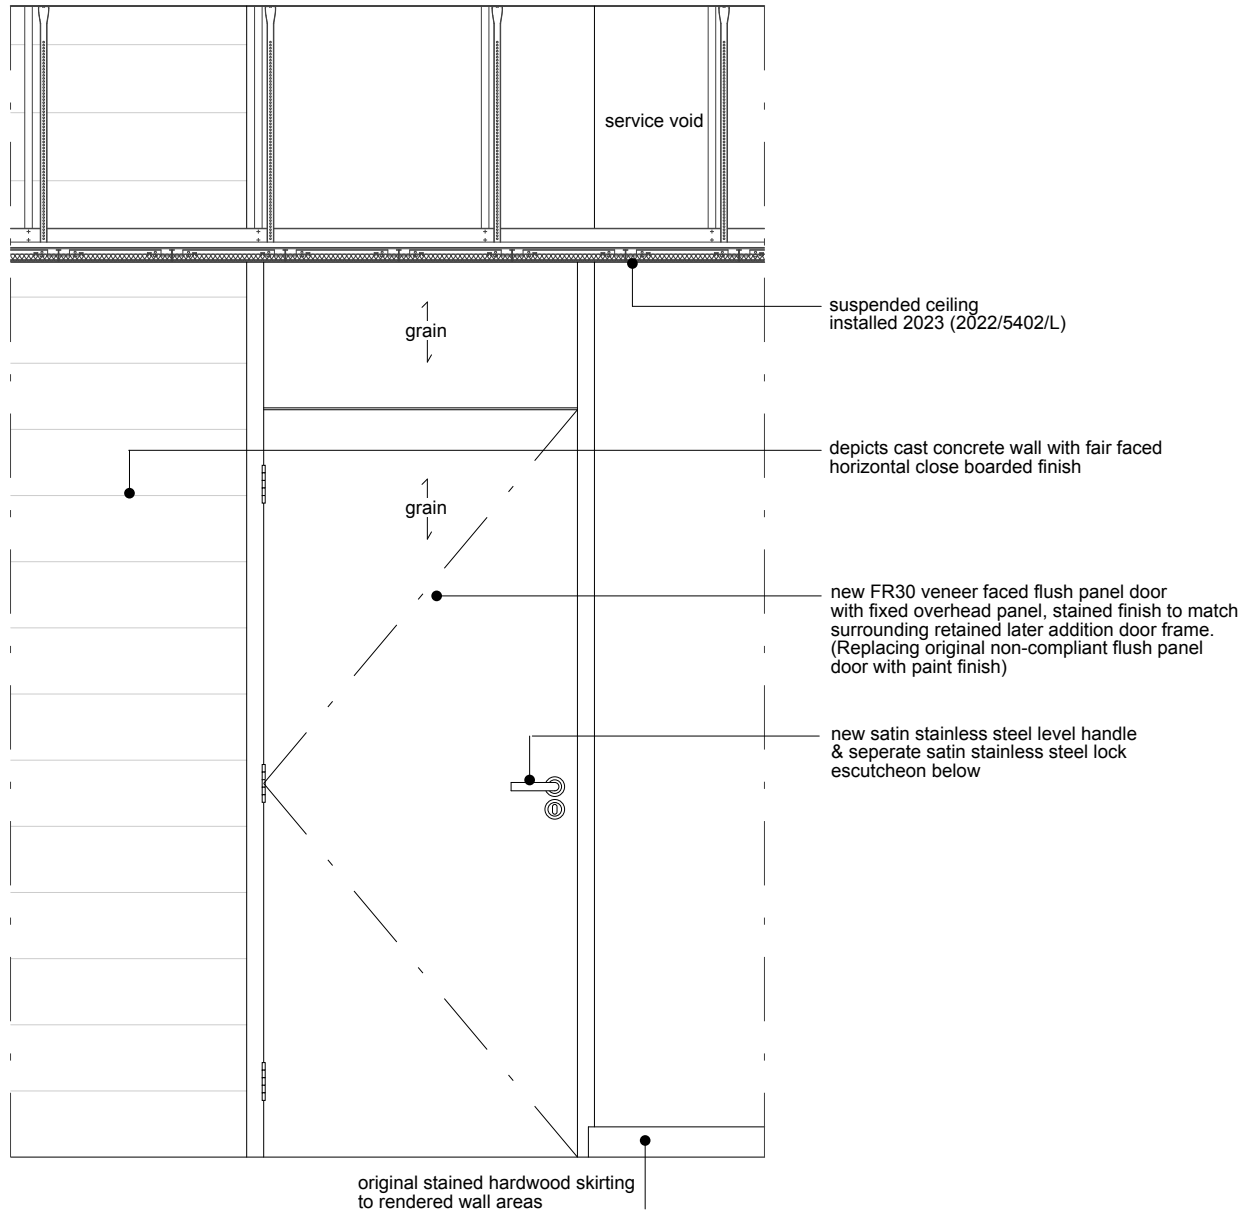 service void
suspended ceiling
installed 2023 (2022/5402/L)
grain
depicts cast concrete wall with fair faced
horizontal close boarded finish
grain
new FR30 veneer faced flush panel door
with fixed overhead panel, stained finish to match
surrounding retained later addition door frame.
(Replacing original non-compliant flush panel
door with paint finish)
new satin stainless steel level handle
& seperate satin stainless steel lock
escutcheon below
original stained hardwood skirting
to rendered wall areas